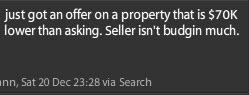 just got an offer on a property that is $70K
lower than asking. Seller isn't budgin much.
nn, Sat 20 Dec 23:28 via Search